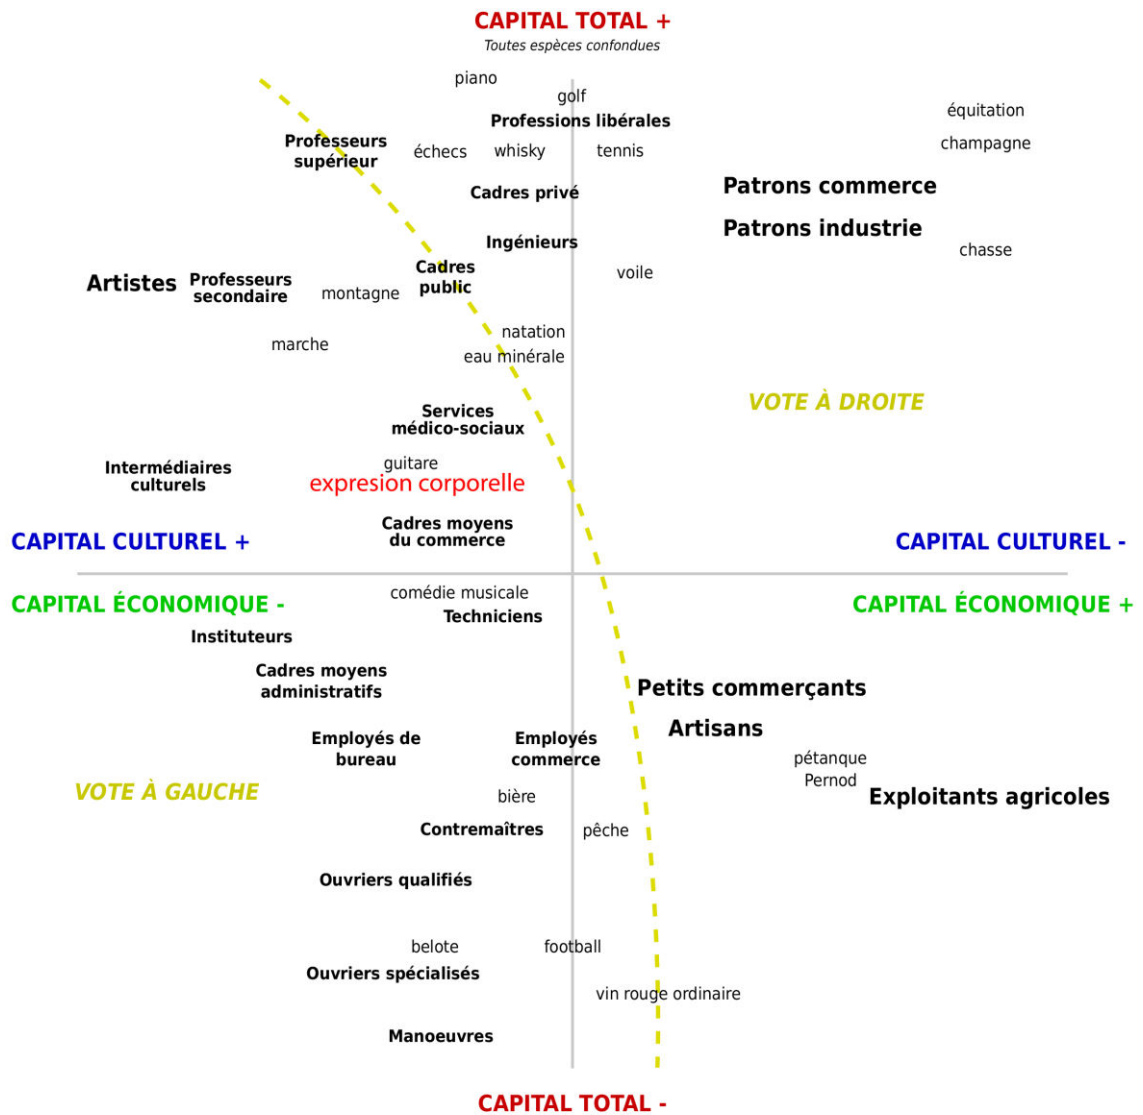 CAPITAL TOTAL +
Toutes espèces confondues
piano
golf
équitation
Professions libérales
champagne
Professeurs
supérieur
échecs
whisky
tennis
Patrons commerce
Cadres privé
Patrons industrie
Ingénieurs
chasse
Cadres
public
voile
Artistes
Professeurs
secondaire
montagne
natation
marche
eau minérale
VOTE À DROITE
Services
médico-sociaux
guitare
Intermédiaires
culturels
expresion corporelle
Cadres moyens
du commerce
CAPITAL CULTUREL +
CAPITAL CULTUREL -
CAPITAL ÉCONOMIQUE -
CAPITAL ÉCONOMIQUE +
comédie musicale
Techniciens
Instituteurs
Cadres moyens
administratifs
Petits commerçants
Artisans
Employés de
bureau
Employés
commerce
pétanque
Pernod
VOTE À GAUCHE
bière
Exploitants agricoles
Contremaîtres
pêche
Ouvriers qualifiés
belote
football
Ouvriers spécialisés
vin rouge ordinaire
Manoeuvres
CAPITAL TOTAL -